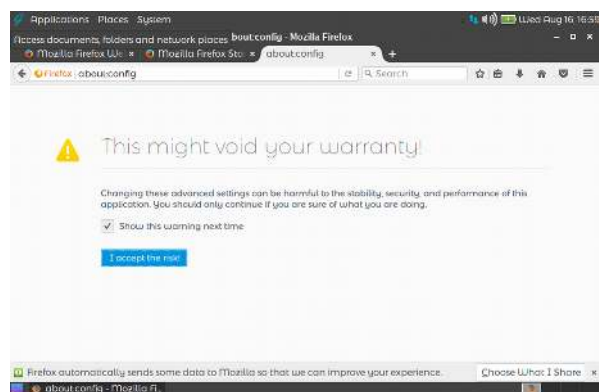 Applications Places System
Wed Aug 16 16:55
Access documents, folders and network places
bout:config - Mozilla Firefox
Mozilla Firefox We
Mozilla Firefox Sta
about:config
Firefox about:config
Search
This might void your warranty!
Changing these advanced settings can be harmful to the stability, security, and performance of this
application. You should only continue if you are sure of what you are doing.
Show this warning next time
I accept the risk!
Firefox automatically sends some data to Mozilla so that we can improve your experience.
Choose What I Share
about:config - Mozilla Fi...